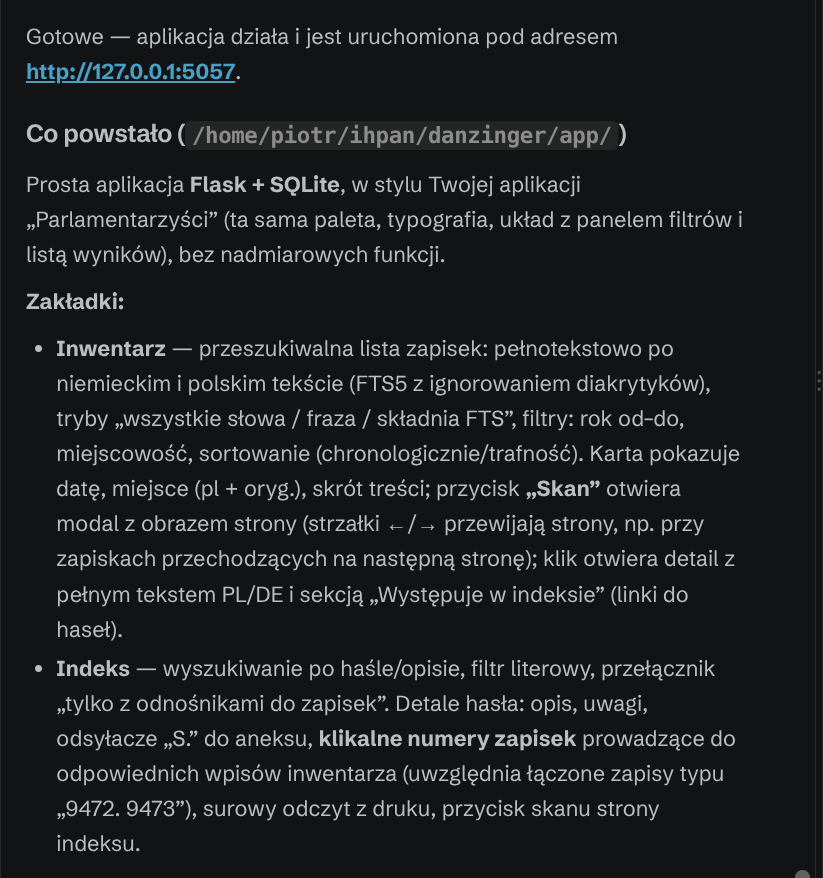 Gotowe — aplikacja działa i jest uruchomiona pod adresem
http://127.0.0.1:5057.
Co powstało (/home/piotr/ihpan/danzinger/app/)
Prosta aplikacja Flask + SQLite, w stylu Twojej aplikacji
„Parlamentarzyści” (ta sama paleta, typografia, układ z panelem filtrów i
listą wyników), bez nadmiarowych funkcji.
Zakładki:
• Inwentarz — przeszukiwalna lista zapisek: pełnotekstowo po
niemieckim i polskim tekście (FTS5 z ignorowaniem diakrytyków),
tryby „wszystkie słowa / fraza / składnia FTS”, filtry: rok od–do,
miejscowość, sortowanie (chronologicznie/trafność). Karta pokazuje
datę, miejsce (pl + oryg.), skrót treści; przycisk „Skan” otwiera
modal z obrazem strony (strzałki ←/→ przewijają strony, np. przy
zapiskach przechodzących na następną stronę); klik otwiera detail z
pełnym tekstem PL/DE i sekcją „Występuje w indeksie” (linki do
haseł).
• Indeks — wyszukiwanie po haśle/opisie, filtr literowy, przełącznik
„tylko z odnośnikami do zapisek”. Detale hasła: opis, uwagi,
odsyłacze „S.” do aneksu, klikalne numery zapisek prowadzące do
odpowiednich wpisów inwentarza (uwzględnia łączone zapisy typu
„9472. 9473”), surowy odczyt z druku, przycisk skanu strony
indeksu.